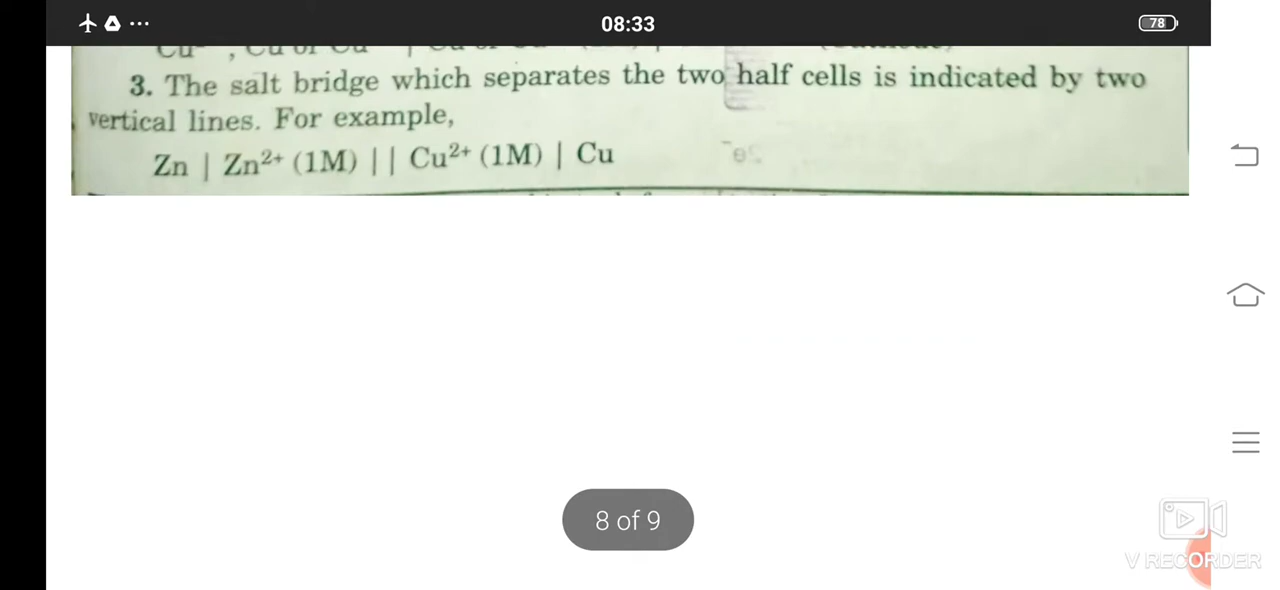 08:33
78
3. The salt bridge which separates the two half cells is indicated by two
vertical lines. For example,
Zn | Zn²⁺ (1M) | | Cu²⁺ (1M) | Cu
8 of 9
V RECORDER